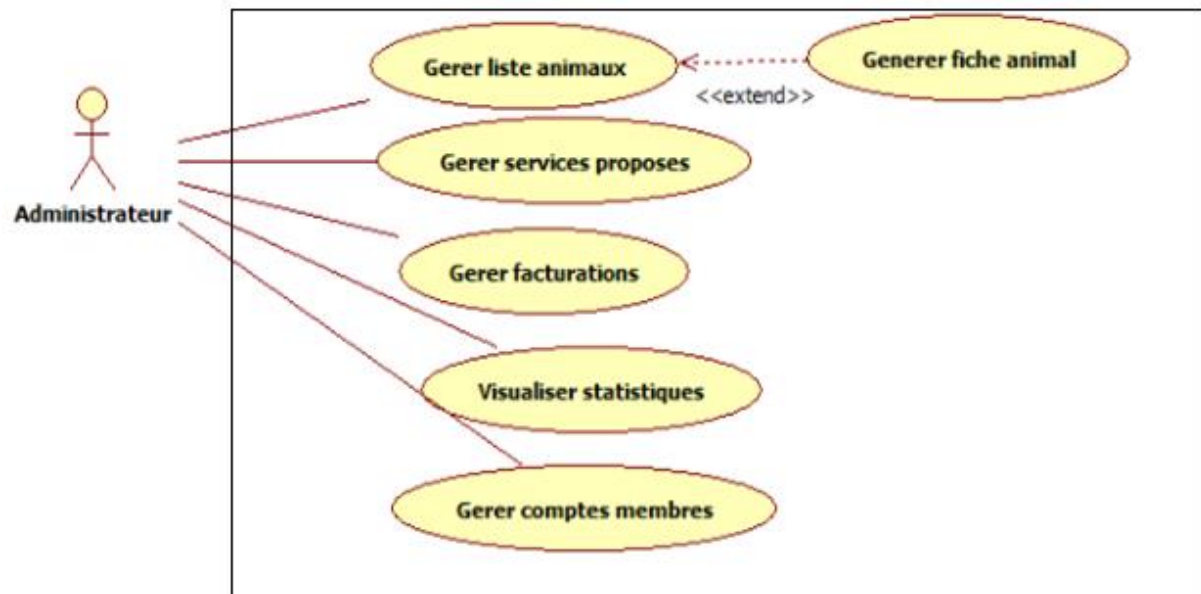 Gerer liste animaux
Generer fiche animal
<<extend>>
Gerer services proposes
Administrateur
Gerer facturations
Visualiser statistiques
Gerer comptes membres